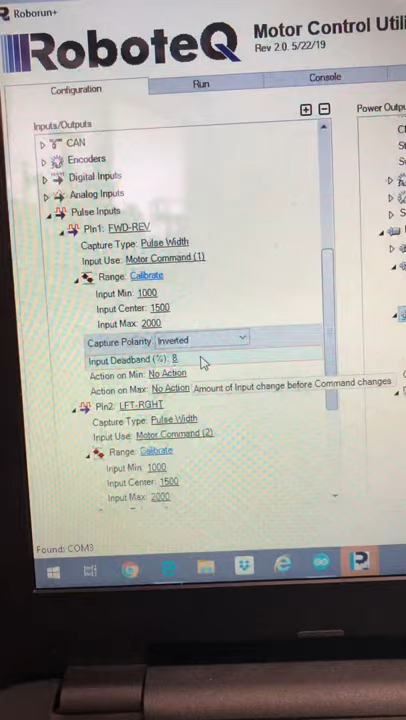 Roborun+
RoboteQ
Motor Control Utili
Rev 2.0. 5/22/19
Configuration
Run
Console
Inputs/Outputs
Power Outpu
CAN
Encoders
Digital Inputs
Analog Inputs
Pulse Inputs
PIn1: FWD-REV
Capture Type: Pulse Width
Input Use: Motor Command (1)
Range: Calibrate
Input Min: 1000
Input Center: 1500
Input Max: 2000
Capture Polarity Inverted
Input Deadband (%): 8
Action on Min: No Action
Action on Max: No Action
Amount of Input change before Command changes
PIn2: LFT-RGHT
Capture Type: Pulse Width
Input Use: Motor Command (2)
Range: Calibrate
Input Min: 1000
Input Center: 1500
Input Max: 2000
Found: COM3